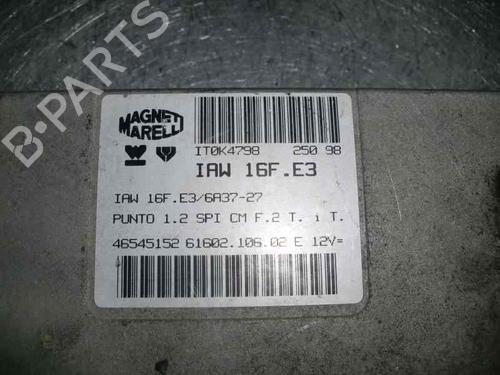 MAGNETI
MARELLI
IT0K4798 250 98
IAW 16F.E3
IAW 16F.E3/6A37-27
PUNTO 1.2 SPI CM F.2 T. i T.
46545152 61602.106.02 E 12V=
B-PARTS